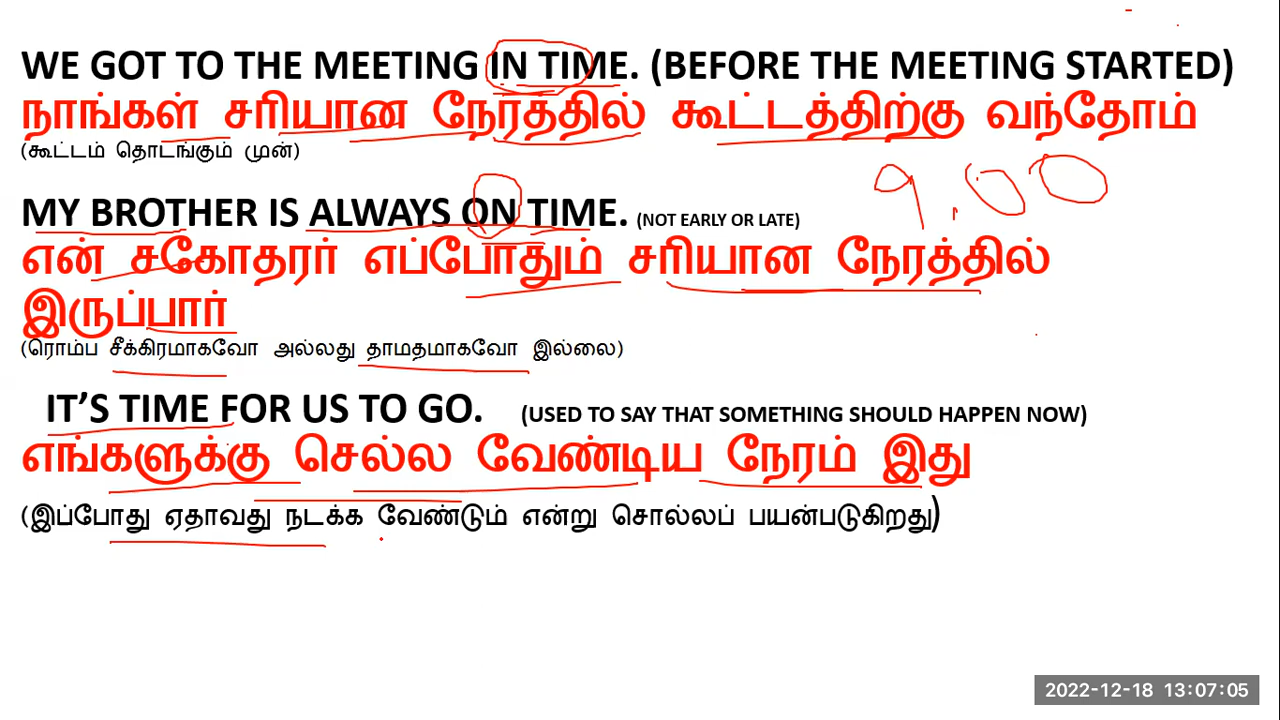 WE GOT TO THE MEETING IN TIME. (BEFORE THE MEETING STARTED)
நாங்கள் சரியான நேரத்தில் கூட்டத்திற்கு வந்தோம்
(கூட்டம் தொடங்கும் முன்)
9.00
MY BROTHER IS ALWAYS ON TIME. (NOT EARLY OR LATE)
என் சகோதரர் எப்போதும் சரியான நேரத்தில்
இருப்பார்
(ரொம்ப சீக்கிரமாகவோ அல்லது தாமதமாகவோ இல்லை)
IT’S TIME FOR US TO GO. (USED TO SAY THAT SOMETHING SHOULD HAPPEN NOW)
எங்களுக்கு செல்ல வேண்டிய நேரம் இது
(இப்போது ஏதாவது நடக்க வேண்டும் என்று சொல்லப் பயன்படுகிறது)
2022-12-18 13:07:05